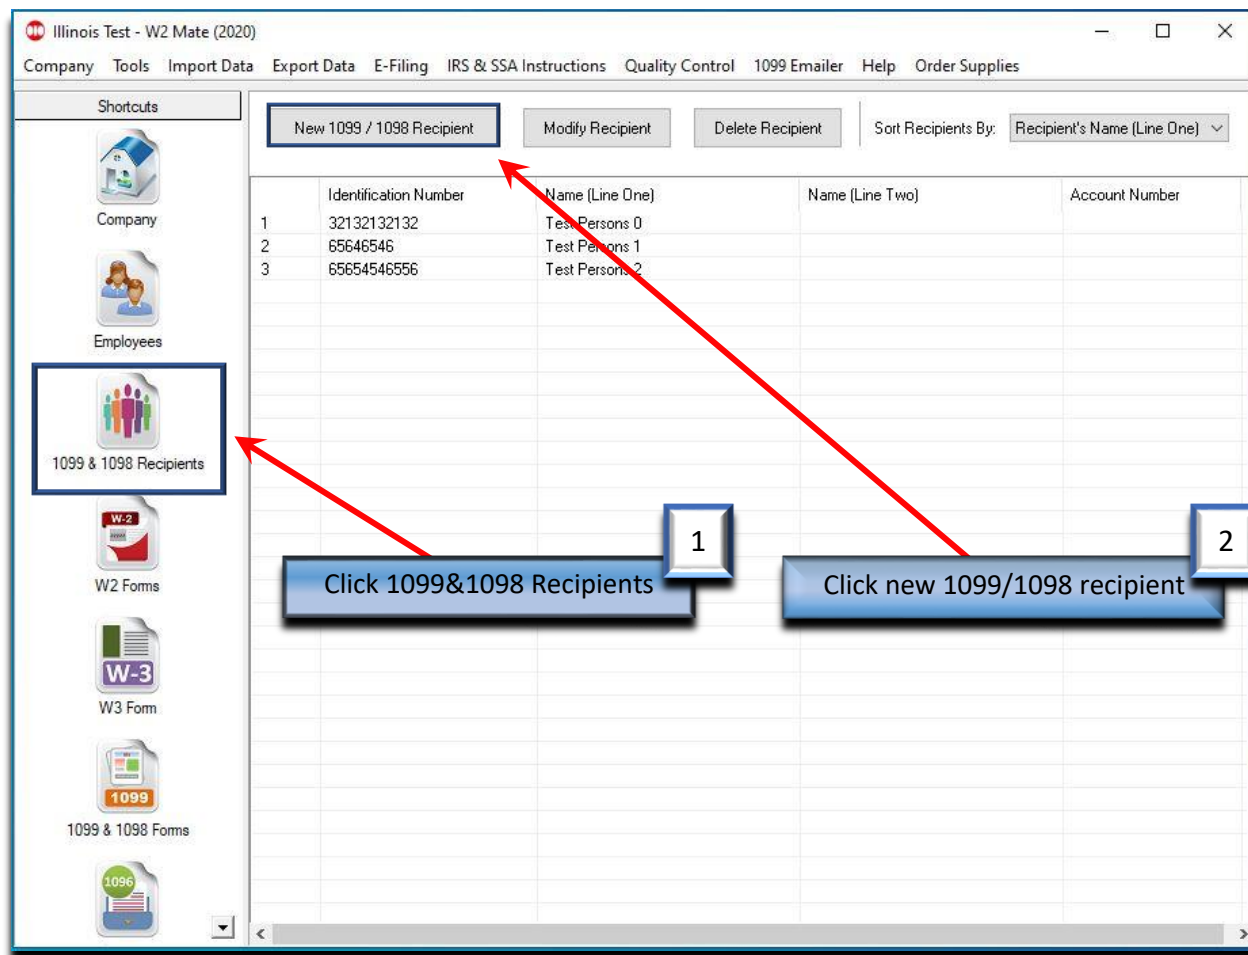 Illinois Test - W2 Mate (2020)
Company Tools Import Data Export Data E-Filing IRS & SSA Instructions Quality Control 1099 Emailer Help Order Supplies
Shortcuts
New 1099 / 1098 Recipient Modify Recipient Delete Recipient Sort Recipients By: Recipient's Name (Line One)
Identification Number Name (Line One) Name (Line Two) Account Number
1 32132132132 Test Persons 0
2 65646546 Test Persons 1
3 65654546556 Test Persons 2
Company
Employees
1099 & 1098 Recipients
W-2
W2 Forms
W-3
W3 Form
1099
1099 & 1098 Forms
1096
1
Click 1099&1098 Recipients
2
Click new 1099/1098 recipient